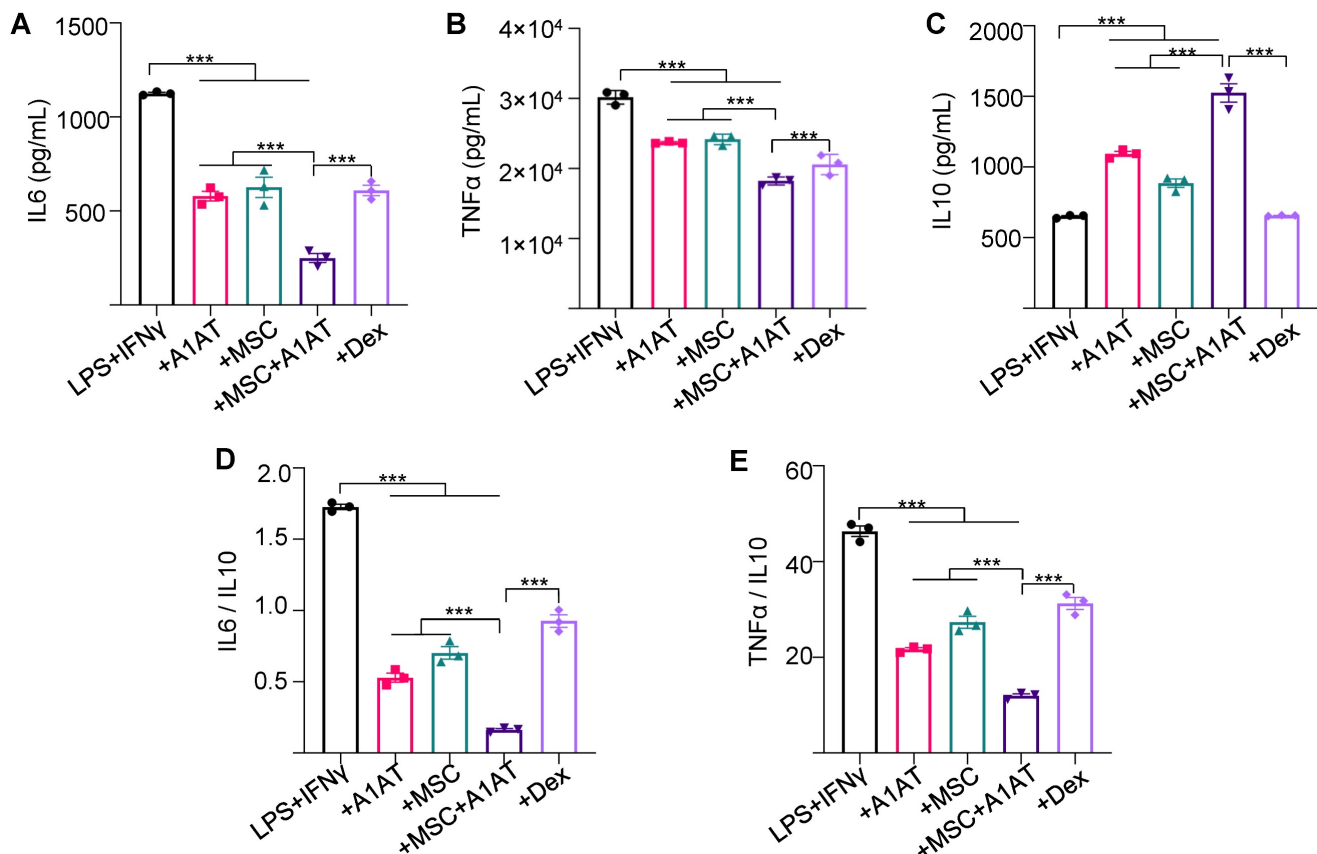 A
IL6 (pg/mL)
1500
1000
500
***
***
***
LPS+IFNγ
+A1AT
+MSC
+MSC+A1AT
+Dex
B
TNFα (pg/mL)
4×10⁴
3×10⁴
2×10⁴
1×10⁴
***
***
***
LPS+IFNγ
+A1AT
+MSC
+MSC+A1AT
+Dex
C
IL10 (pg/mL)
2000
1500
1000
500
***
***
***
LPS+IFNγ
+A1AT
+MSC
+MSC+A1AT
+Dex
D
IL6 / IL10
2.0
1.5
1.0
0.5
***
***
***
LPS+IFNγ
+A1AT
+MSC
+MSC+A1AT
+Dex
E
TNFα / IL10
60
40
20
***
***
***
LPS+IFNγ
+A1AT
+MSC
+MSC+A1AT
+Dex